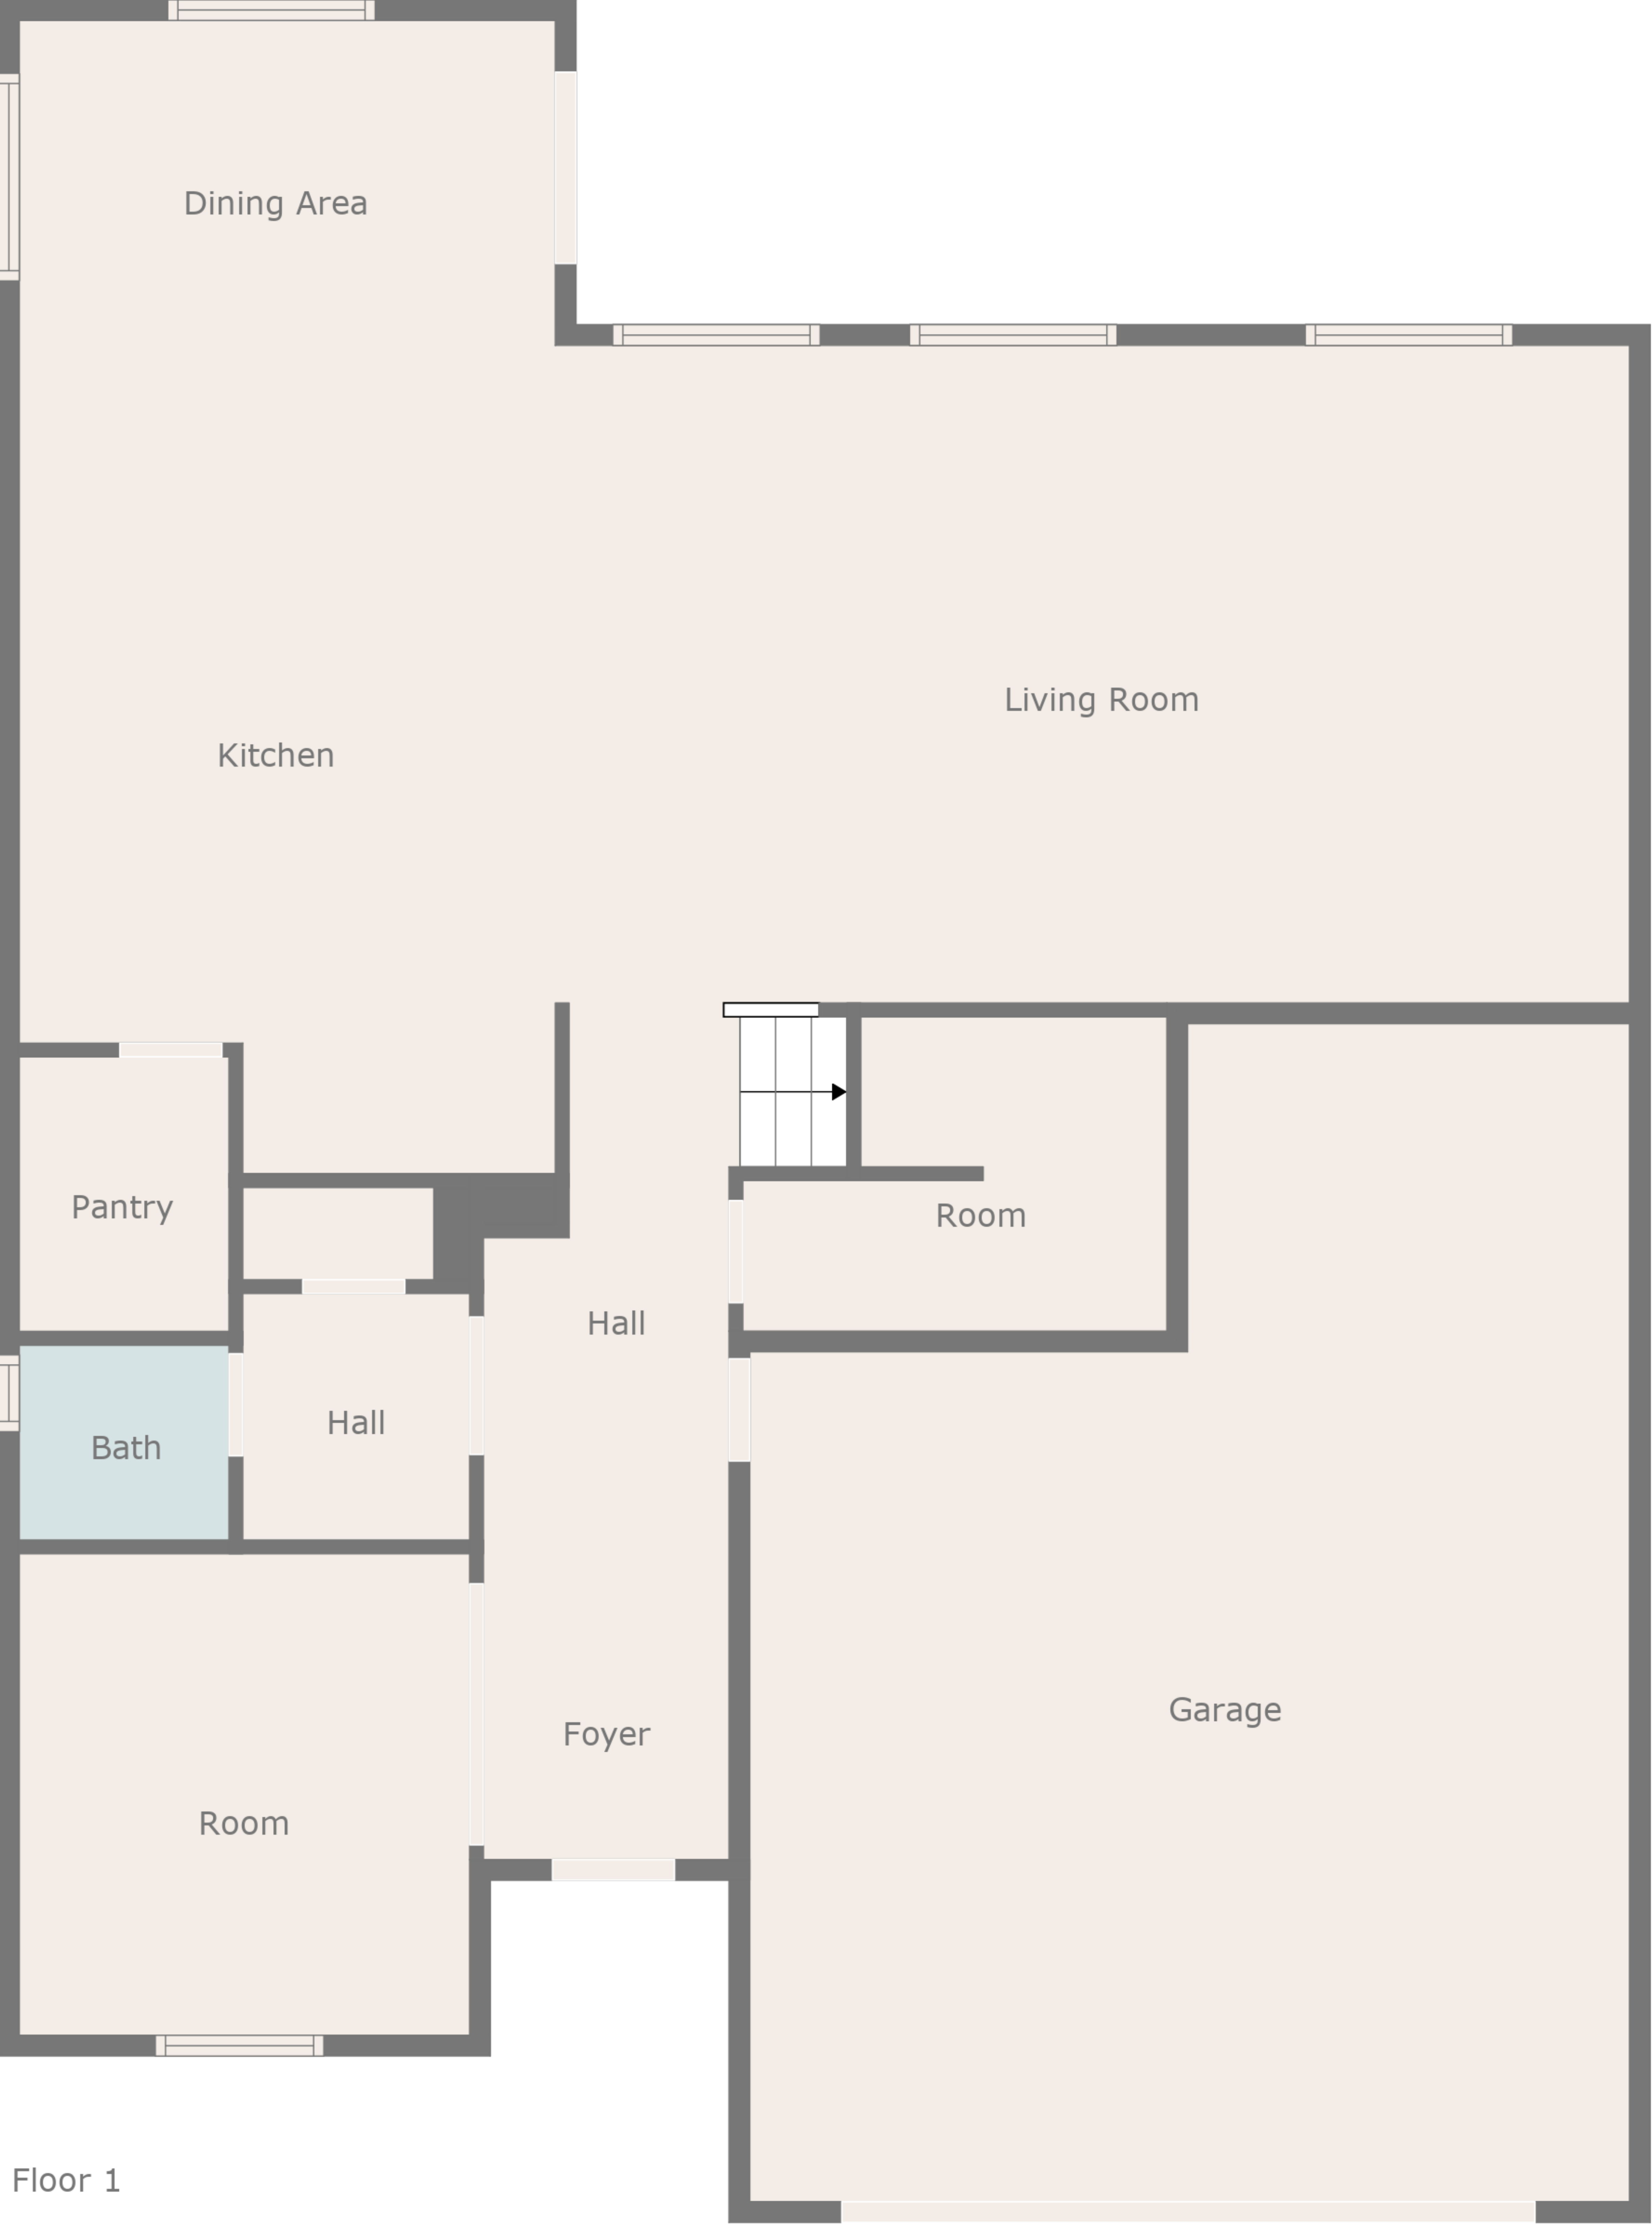 Dining Area
Living Room
Kitchen
Pantry
Room
Hall
Hall
Bath
Garage
Foyer
Room
Floor 1